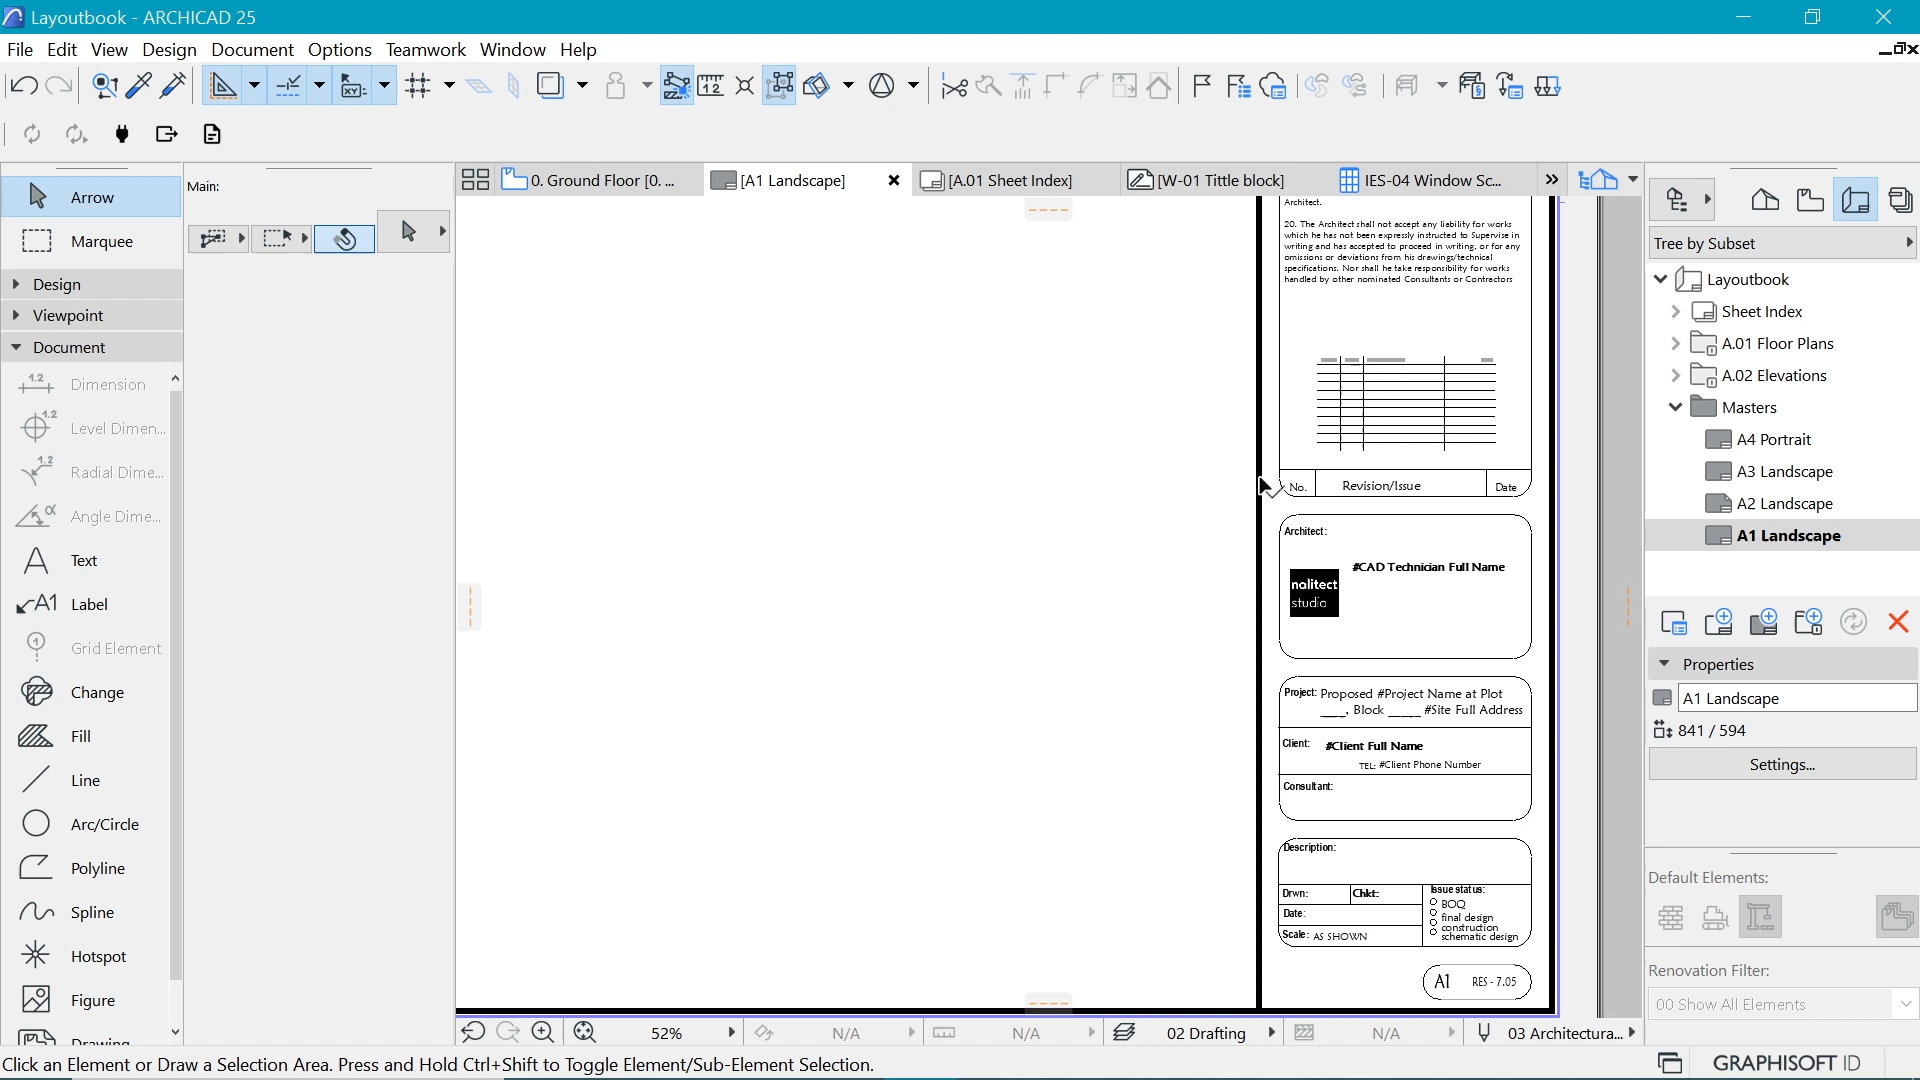 Layoutbook - ARCHICAD 25
File Edit View Design Document Options Teamwork Window Help
Arrow
Marquee
Design
Viewpoint
Document
Dimension
Level Dimen...
Radial Dime...
Angle Dime...
Text
Label
Grid Element
Change
Fill
Line
Arc/Circle
Polyline
Spline
Hotspot
Figure
Drawing
Main:
0. Ground Floor [0. ...
[A1 Landscape]
[A.01 Sheet Index]
[W-01 Tittle block]
IES-04 Window Sc...
Architect.
20. The Architect shall not accept any liability for works
which he has not been expressly instructed to Supervise in
writing and has accepted to proceed in writing, or for any
omissions or deviations from his drawings/technical
specifications. Nor shall he take responsibility for works
handled by other nominated Consultants or Contractors
No. Revision/Issue Date
Architect:
#CAD Technician Full Name
nalitect
studio
Project: Proposed #Project Name at Plot
____, Block _____ #Site Full Address
Client: #Client Full Name
TEL: #Client Phone Number
Consultant:
Description:
Drwn: Chkt: Issue status:
BOQ
final design
construction
schematic design
Date:
Scale: AS SHOWN
A1 RES - 7.05
Tree by Subset
Layoutbook
Sheet Index
A.01 Floor Plans
A.02 Elevations
Masters
A4 Portrait
A3 Landscape
A2 Landscape
A1 Landscape
Properties
A1 Landscape
841 / 594
Settings...
Default Elements:
Renovation Filter:
00 Show All Elements
52% N/A N/A 02 Drafting N/A 03 Architectura...
Click an Element or Draw a Selection Area. Press and Hold Ctrl+Shift to Toggle Element/Sub-Element Selection.
GRAPHISOFT ID